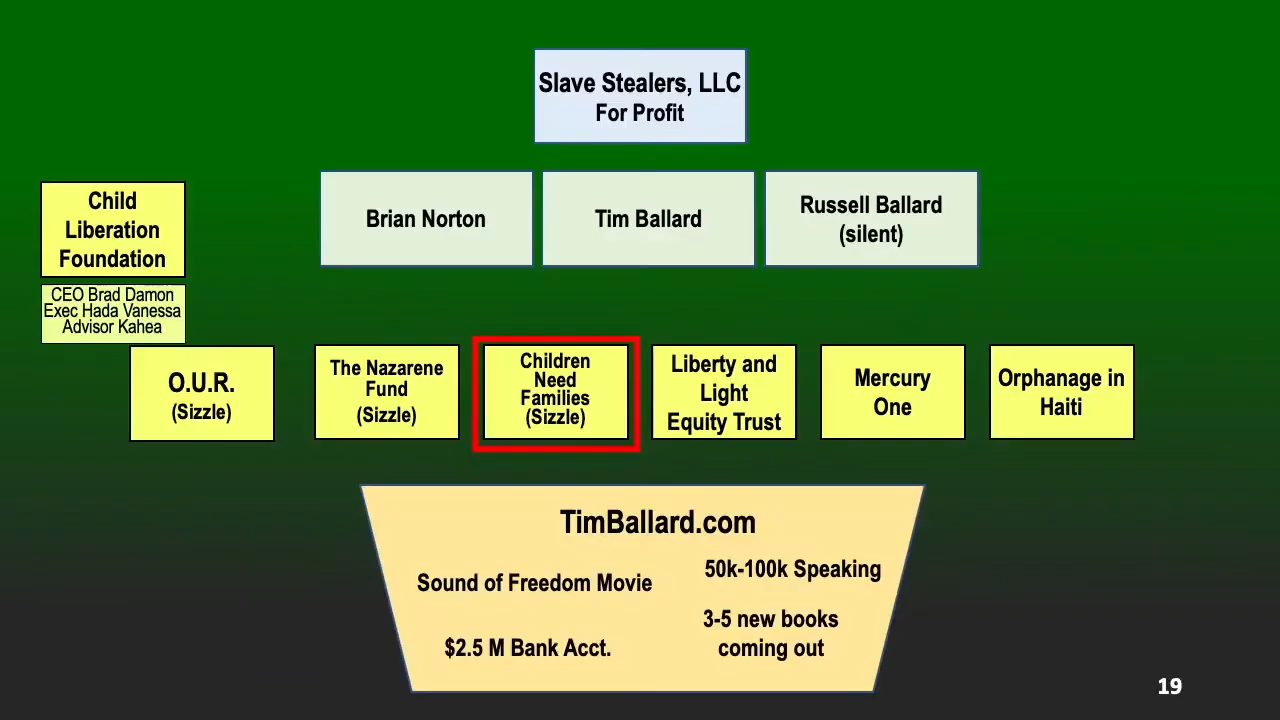 Slave Stealers, LLC
For Profit
Child
Liberation
Foundation
CEO Brad Damon
Exec Hada Vanessa
Advisor Kahea
Brian Norton
Tim Ballard
Russell Ballard
(silent)
O.U.R.
(Sizzle)
The Nazarene
Fund
(Sizzle)
Children
Need
Families
(Sizzle)
Liberty and
Light
Equity Trust
Mercury
One
Orphanage in
Haiti
TimBallard.com
Sound of Freedom Movie
50k-100k Speaking
$2.5 M Bank Acct.
3-5 new books
coming out
19